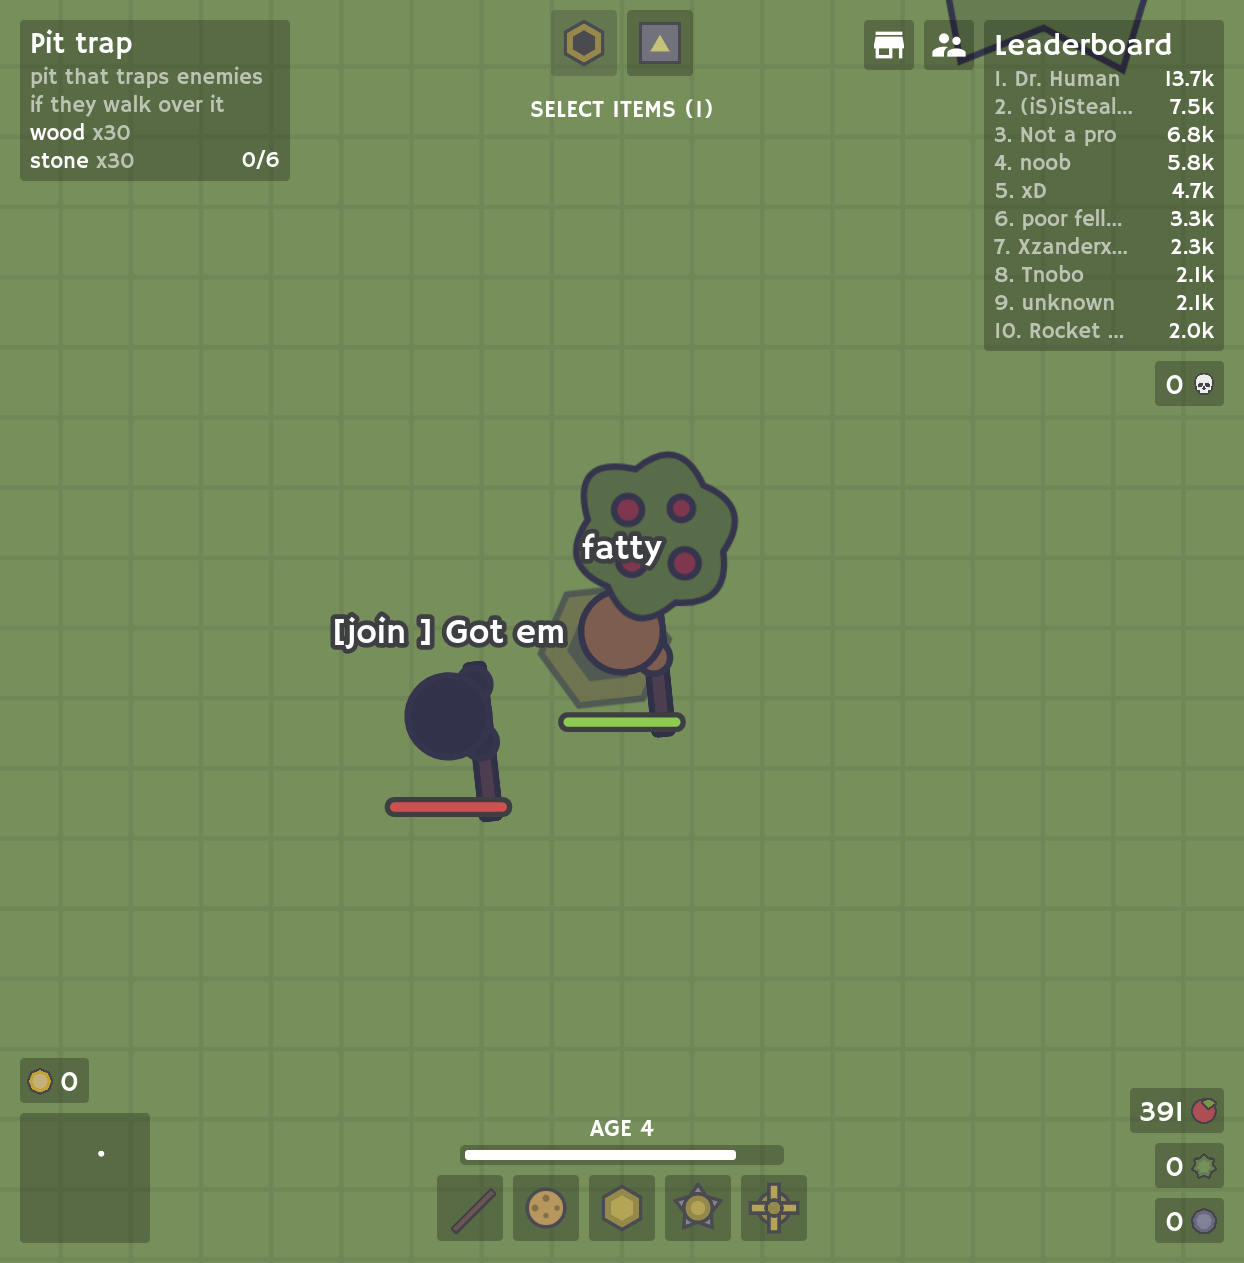 Pit trap
pit that traps enemies
if they walk over it
wood x30
stone x30 0/6
SELECT ITEMS (1)
Leaderboard
1. Dr. Human 13.7k
2. (iS)iSteal... 7.5k
3. Not a pro 6.8k
4. noob 5.8k
5. xD 4.7k
6. poor fell... 3.3k
7. Xzanderx... 2.3k
8. Tnobo 2.1k
9. unknown 2.1k
10. Rocket ... 2.0k
0
fatty
[join ] Got em
0
AGE 4
391
0
0